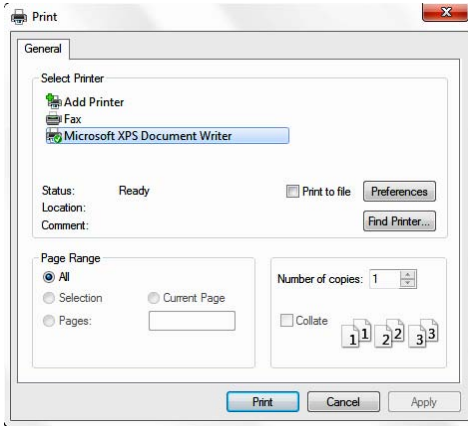 Print
General
Select Printer
Add Printer
Fax
Microsoft XPS Document Writer
Status: Ready
Print to file
Preferences
Location:
Comment:
Find Printer...
Page Range
All
Selection
Current Page
Pages:
Number of copies: 1
Collate
1 1 2 2 3 3
Print
Cancel
Apply